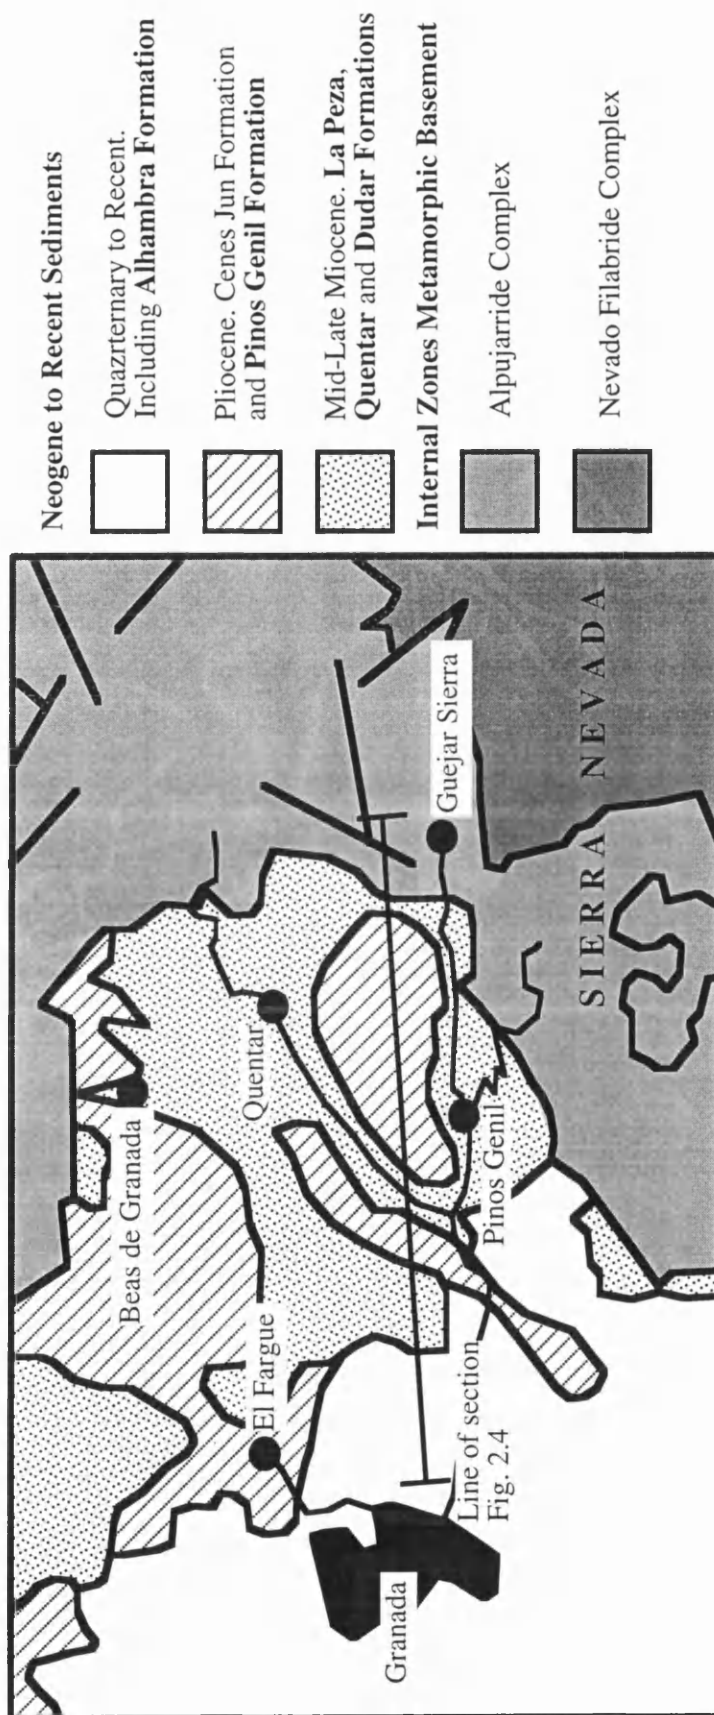 Neogene to Recent Sediments
Quazrternary to Recent.
Including Alhambra Formation
Pliocene. Cenes Jun Formation
and Pinos Genil Formation
Mid-Late Miocene. La Peza,
Quentar and Dudar Formations
Internal Zones Metamorphic Basement
Alpujarride Complex
Nevado Filabride Complex
Beas de Granada
Quentar
El Fargue
Guejar Sierra
Pinos Genil
Line of section
Fig. 2.4
Granada
SIERRA NEVADA